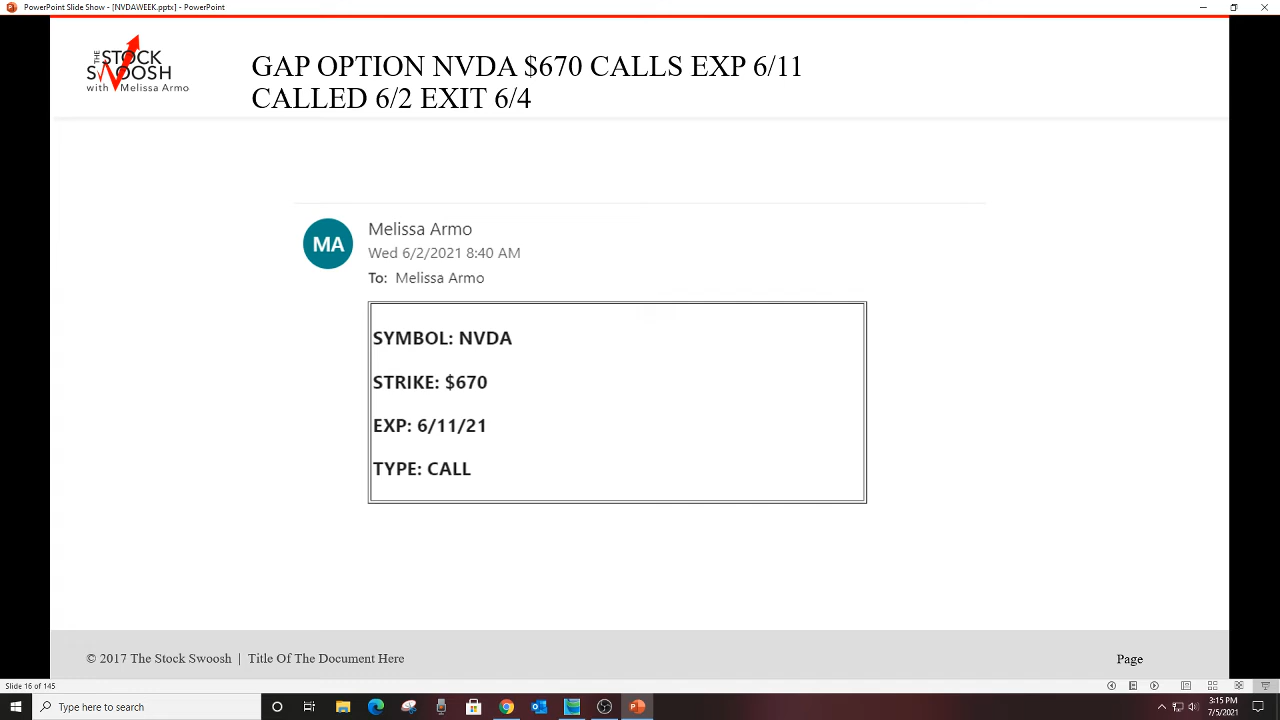 PowerPoint Slide Show - [NVDAWEEK.pptx] - PowerPoint
THE STOCK
SWOOSH
with Melissa Armo
GAP OPTION NVDA $670 CALLS EXP 6/11
CALLED 6/2 EXIT 6/4
MA
Melissa Armo
Wed 6/2/2021 8:40 AM
To: Melissa Armo
SYMBOL: NVDA
STRIKE: $670
EXP: 6/11/21
TYPE: CALL
© 2017 The Stock Swoosh | Title Of The Document Here
Page
Slide 16 of 145
Type here to search
3:15 PM
7/5/2021